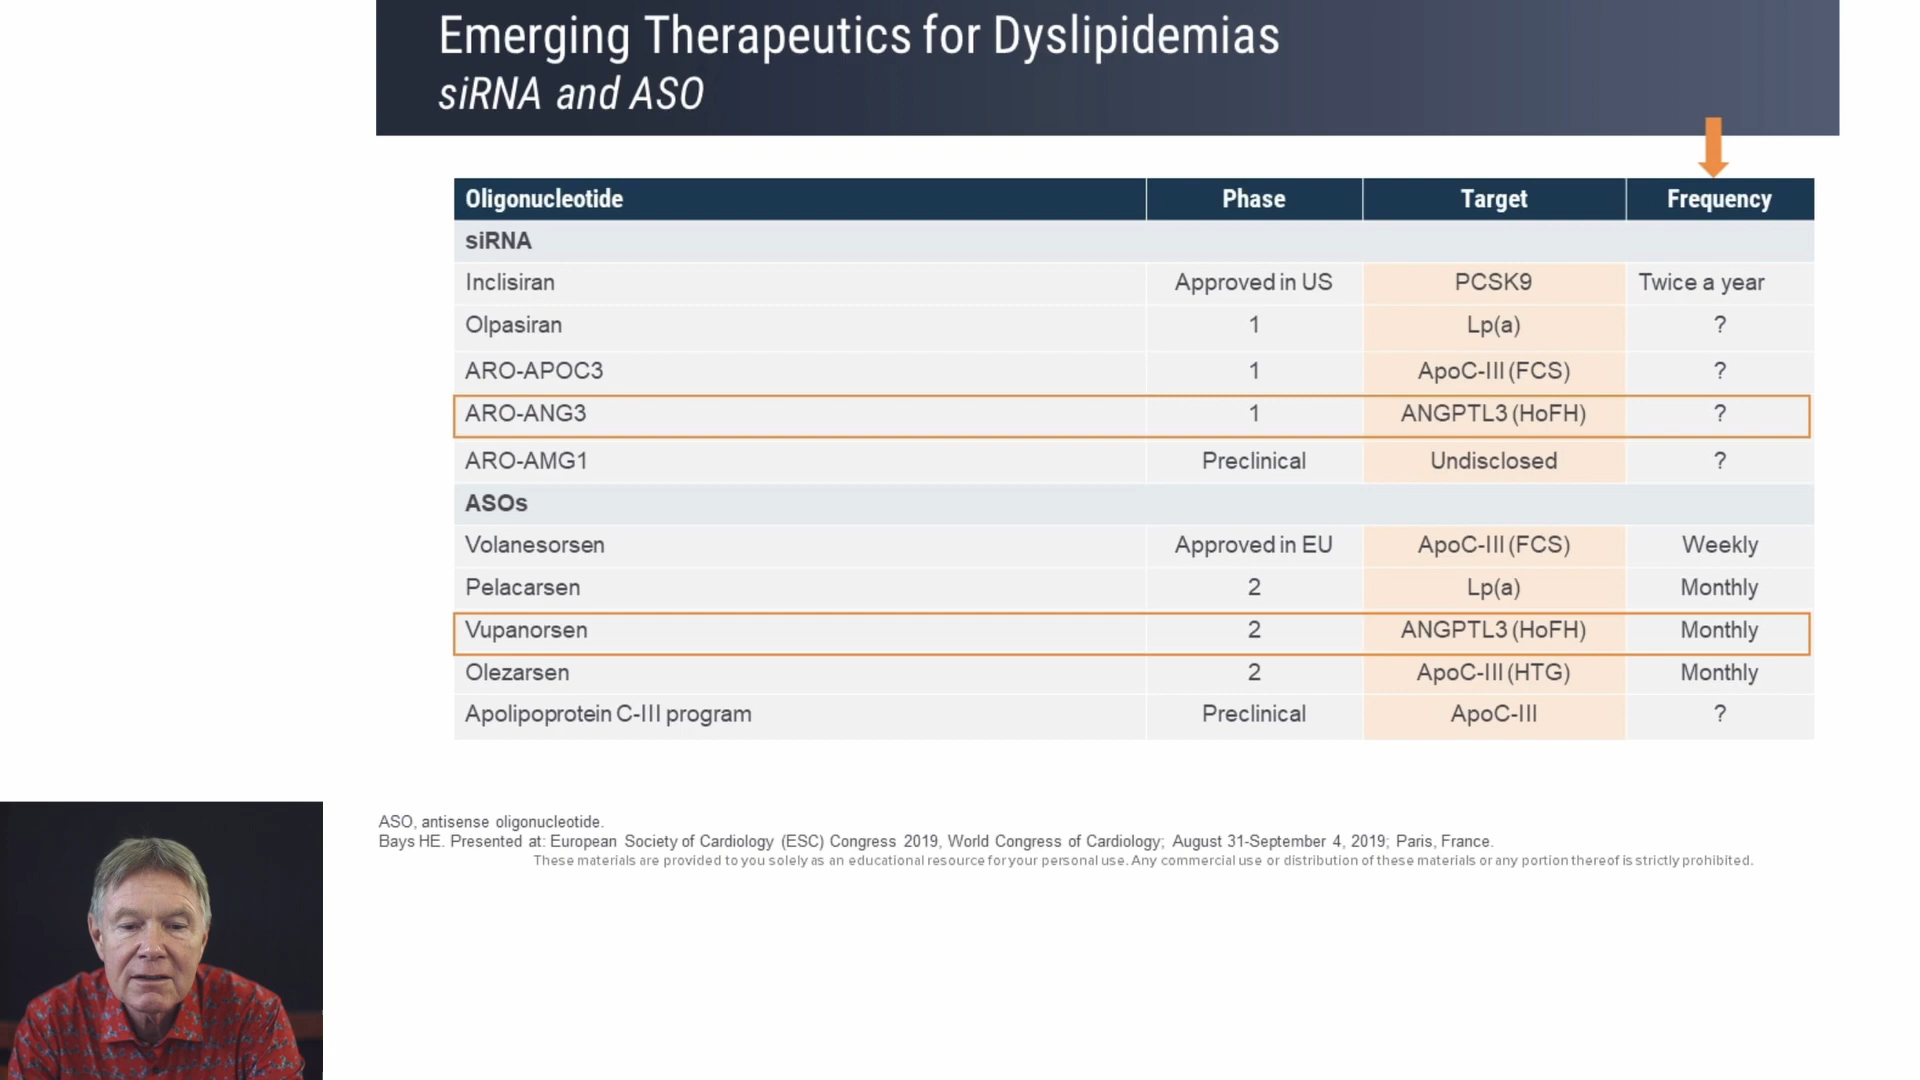 Emerging Therapeutics for Dyslipidemias
siRNA and ASO
Oligonucleotide Phase Target Frequency
siRNA
Inclisiran Approved in US PCSK9 Twice a year
Olpasiran 1 Lp(a) ?
ARO-APOC3 1 ApoC-III (FCS) ?
ARO-ANG3 1 ANGPTL3 (HoFH) ?
ARO-AMG1 Preclinical Undisclosed ?
ASOs
Volanesorsen Approved in EU ApoC-III (FCS) Weekly
Pelacarsen 2 Lp(a) Monthly
Vupanorsen 2 ANGPTL3 (HoFH) Monthly
Olezarsen 2 ApoC-III (HTG) Monthly
Apolipoprotein C-III program Preclinical ApoC-III ?
ASO, antisense oligonucleotide.
Bays HE. Presented at: European Society of Cardiology (ESC) Congress 2019, World Congress of Cardiology; August 31-September 4, 2019; Paris, France.
These materials are provided to you solely as an educational resource for your personal use. Any commercial use or distribution of these materials or any portion thereof is strictly prohibited.